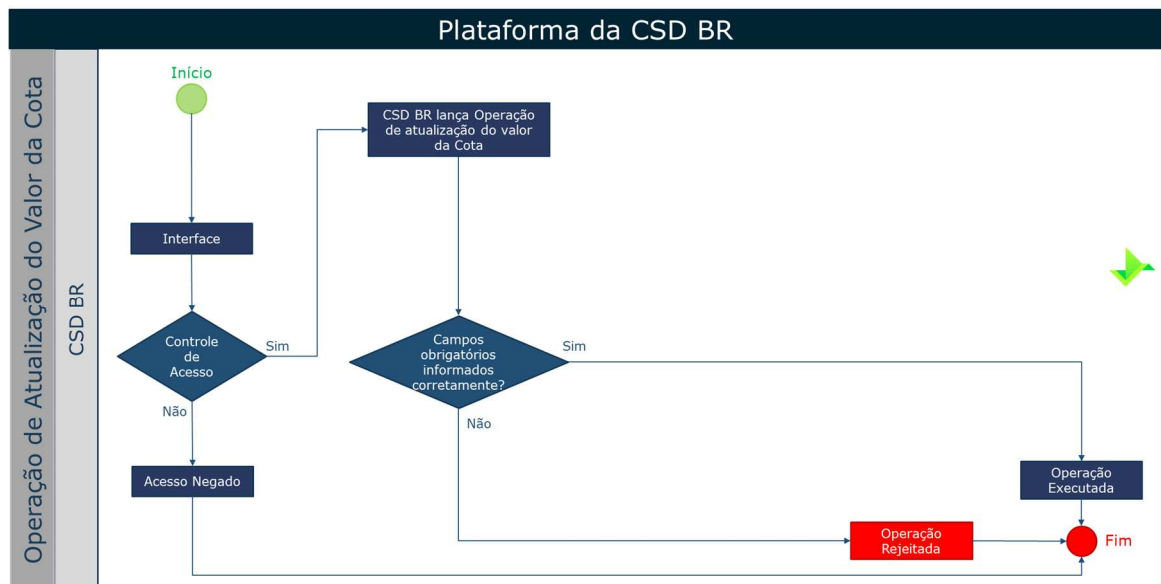 Plataforma da CSD BR
Operação de Atualização do Valor da Cota
CSD BR
Início
CSD BR lança Operação
de atualização do valor
da Cota
Interface
Controle
de
Acesso
Sim
Não
Campos
obrigatórios
informados
corretamente?
Sim
Não
Acesso Negado
Operação
Executada
Operação
Rejeitada
Fim